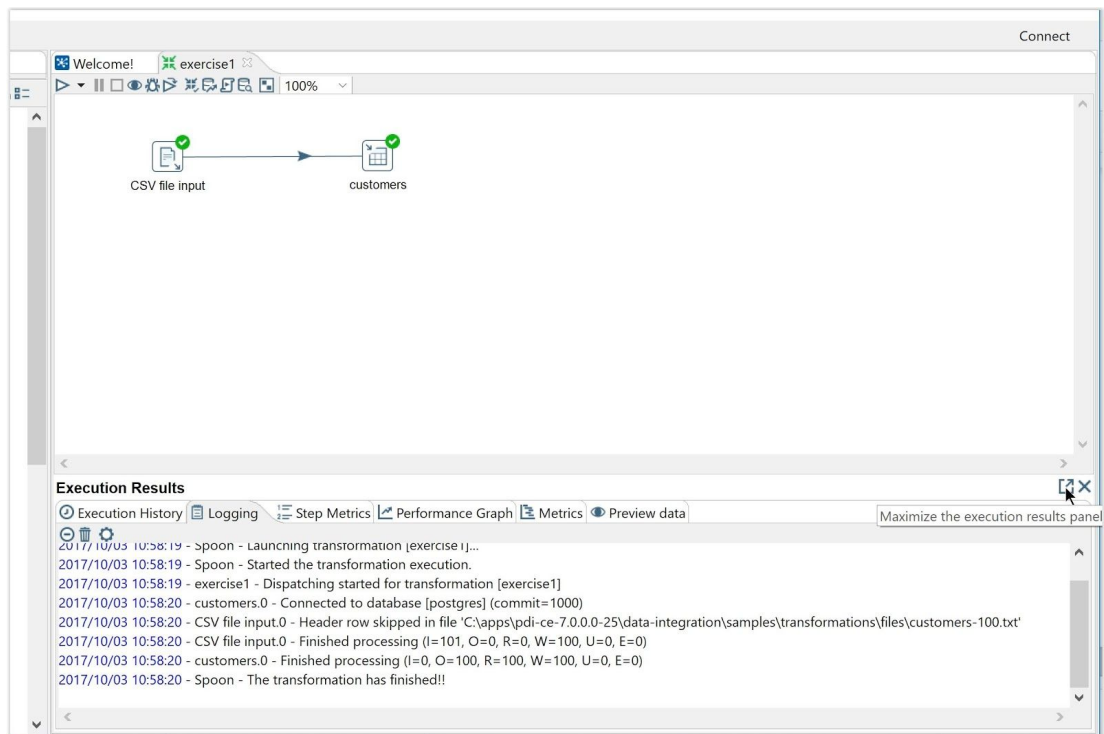 Connect
Welcome! exercise1
100%
CSV file input customers
Execution Results
Execution History Logging Step Metrics Performance Graph Metrics Preview data
Maximize the execution results panel
2017/10/03 10:58:19 - Spoon - Launching transformation [exercise1]...
2017/10/03 10:58:19 - Spoon - Started the transformation execution.
2017/10/03 10:58:19 - exercise1 - Dispatching started for transformation [exercise1]
2017/10/03 10:58:20 - customers.0 - Connected to database [postgres] (commit=1000)
2017/10/03 10:58:20 - CSV file input.0 - Header row skipped in file 'C:\apps\pdi-ce-7.0.0.0-25\data-integration\samples\transformations\files\customers-100.txt'
2017/10/03 10:58:20 - CSV file input.0 - Finished processing (I=101, O=0, R=0, W=100, U=0, E=0)
2017/10/03 10:58:20 - customers.0 - Finished processing (I=0, O=100, R=100, W=100, U=0, E=0)
2017/10/03 10:58:20 - Spoon - The transformation has finished!!